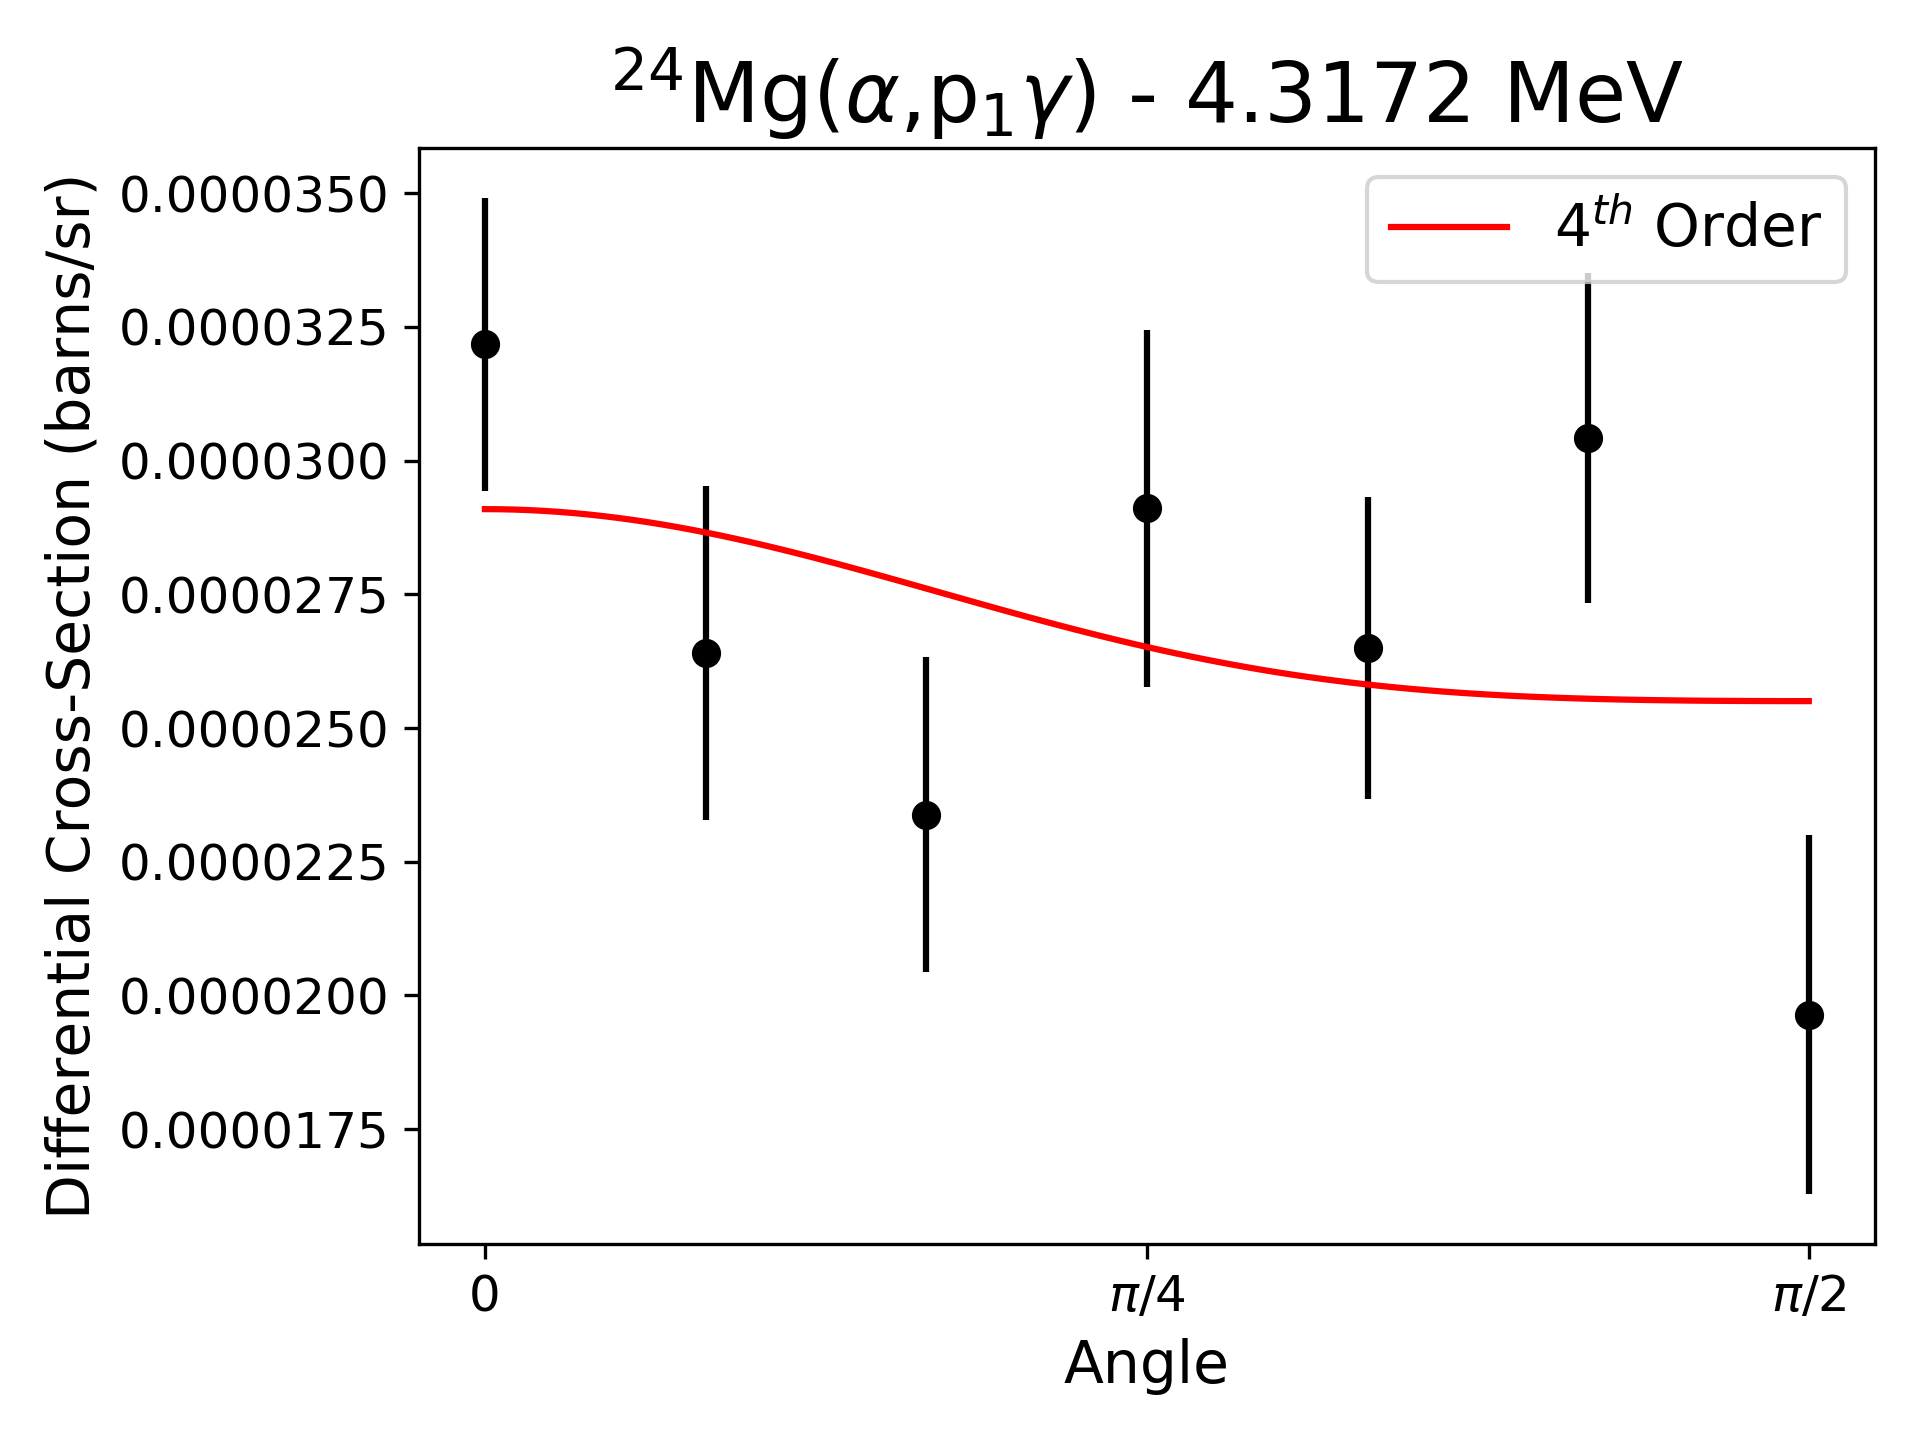 ²⁴Mg(α,p₁γ) - 4.3172 MeV
4ᵗʰ Order
Differential Cross-Section (barns/sr)
0.0000350
0.0000325
0.0000300
0.0000275
0.0000250
0.0000225
0.0000200
0.0000175
0 π/4 π/2
Angle